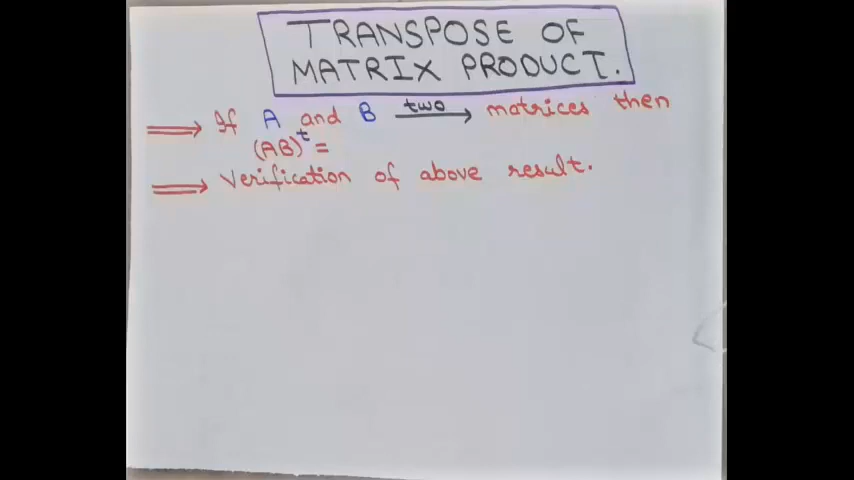 TRANSPOSE OF
MATRIX PRODUCT.
⟹ If A and B two⟶ matrices then
(AB)ᵗ =
⟹ Verification of above result.